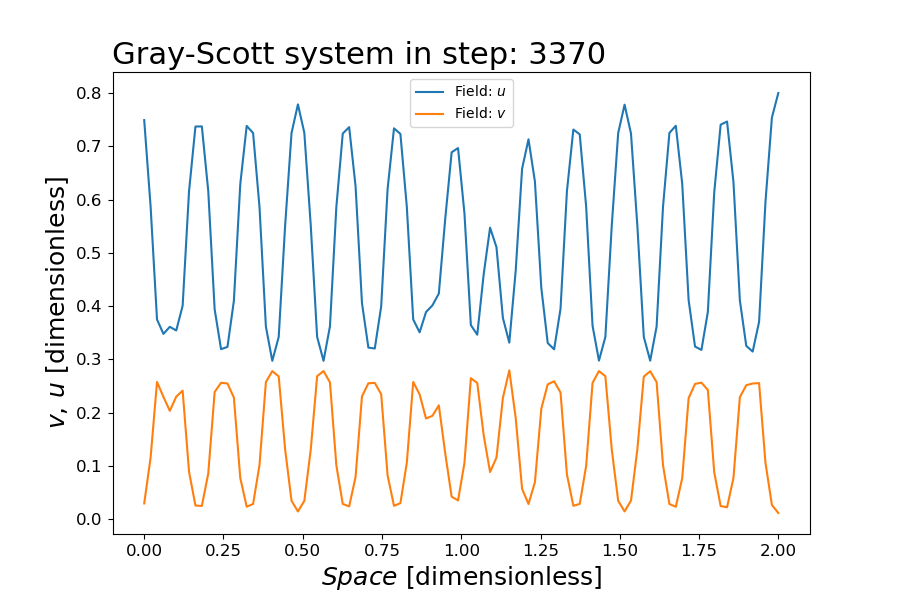 Gray-Scott system in step: 3370
Field: u
Field: v
v, u [dimensionless]
0.8
0.7
0.6
0.5
0.4
0.3
0.2
0.1
0.0
0.00 0.25 0.50 0.75 1.00 1.25 1.50 1.75 2.00
Space [dimensionless]